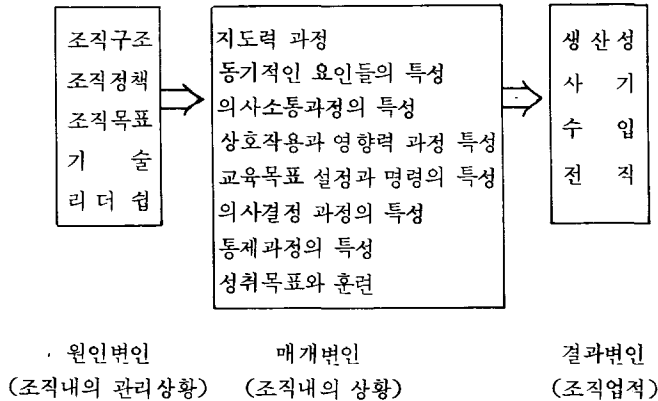 조직구조
조직정책
조직목표
기 술
리더쉽
지도력 과정
동기적인 요인들의 특성
의사소통과정의 특성
상호작용과 영향력 과정 특성
교육목표 설정과 명령의 특성
의사결정 과정의 특성
통제과정의 특성
성취목표와 훈련
생산성
사 기
수 입
전 직
원인변인
(조직내의 관리상황)
매개변인
(조직내의 상황)
결과변인
(조직업적)